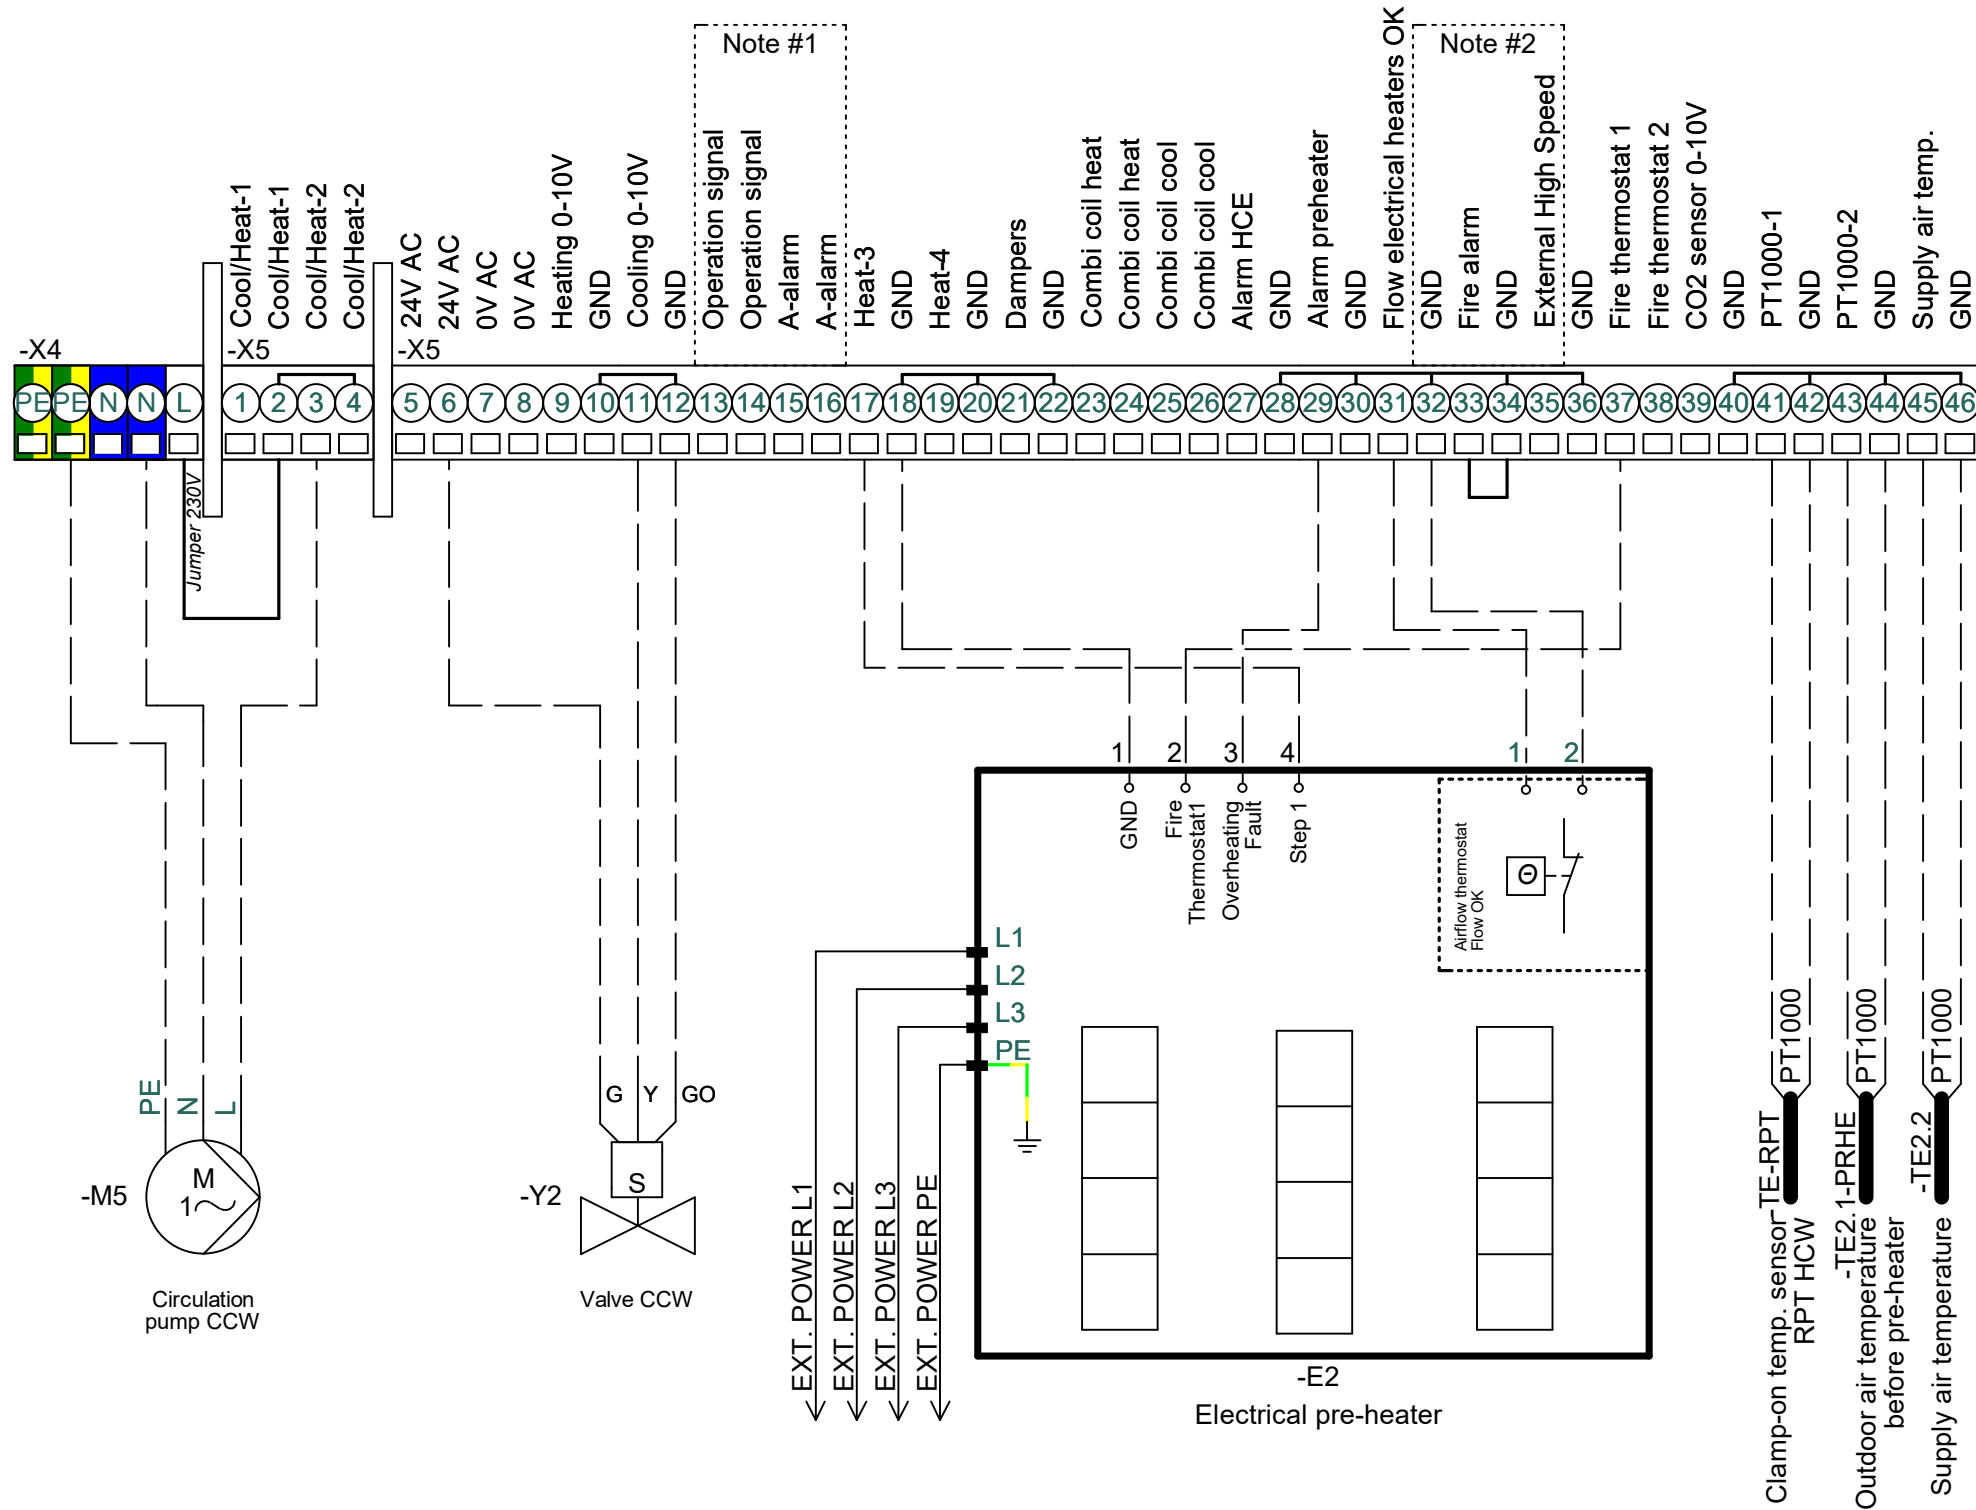 Note #1
Note #2
Cool/Heat-1
Cool/Heat-1
Cool/Heat-2
Cool/Heat-2
24V AC
24V AC
0V AC
0V AC
Heating 0-10V
GND
Cooling 0-10V
GND
Operation signal
Operation signal
A-alarm
A-alarm
Heat-3
GND
Heat-4
GND
Dampers
GND
Combi coil heat
Combi coil heat
Combi coil cool
Combi coil cool
Alarm HCE
GND
Alarm preheater
GND
Flow electrical heaters OK
GND
Fire alarm
GND
External High Speed
GND
Fire thermostat 1
Fire thermostat 2
CO2 sensor 0-10V
GND
PT1000-1
GND
PT1000-2
GND
Supply air temp.
GND
-X4
-X5
-X5
PE PE N N L 1 2 3 4 5 6 7 8 9 10 11 12 13 14 15 16 17 18 19 20 21 22 23 24 25 26 27 28 29 30 31 32 33 34 35 36 37 38 39 40 41 42 43 44 45 46
Jumper 230V
1 2 3 4
1 2
GND
Fire
Thermostat1
Overheating
Fault
Step 1
Airflow thermostat
Flow OK
Θ
L1
L2
L3
PE
PE
N
L
M
1
-M5
Circulation
pump CCW
G Y GO
S
-Y2
Valve CCW
EXT. POWER L1
EXT. POWER L2
EXT. POWER L3
EXT. POWER PE
-E2
Electrical pre-heater
PT1000
PT1000
PT1000
-TE-RPT
Clamp-on temp. sensor
RPT HCW
-TE2.1-PRHE
Outdoor air temperature
before pre-heater
-TE2.2
Supply air temperature